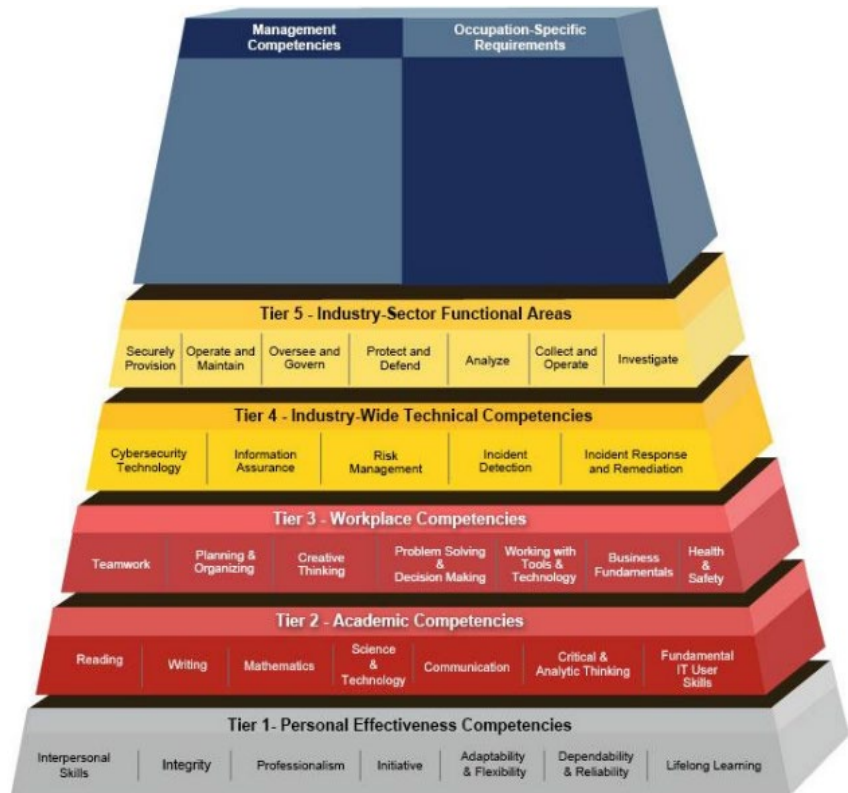 Management
Competencies
Occupation-Specific
Requirements
Tier 5 - Industry-Sector Functional Areas
Securely
Provision
Operate and
Maintain
Oversee and
Govern
Protect and
Defend
Analyze
Collect and
Operate
Investigate
Tier 4 - Industry-Wide Technical Competencies
Cybersecurity
Technology
Information
Assurance
Risk
Management
Incident
Detection
Incident Response
and Remediation
Tier 3 - Workplace Competencies
Teamwork
Planning &
Organizing
Creative
Thinking
Problem Solving
&
Decision Making
Working with
Tools &
Technology
Business
Fundamentals
Health
&
Safety
Tier 2 - Academic Competencies
Reading
Writing
Mathematics
Science
&
Technology
Communication
Critical &
Analytic Thinking
Fundamental
IT User
Skills
Tier 1- Personal Effectiveness Competencies
Interpersonal
Skills
Integrity
Professionalism
Initiative
Adaptability
& Flexibility
Dependability
& Reliability
Lifelong Learning